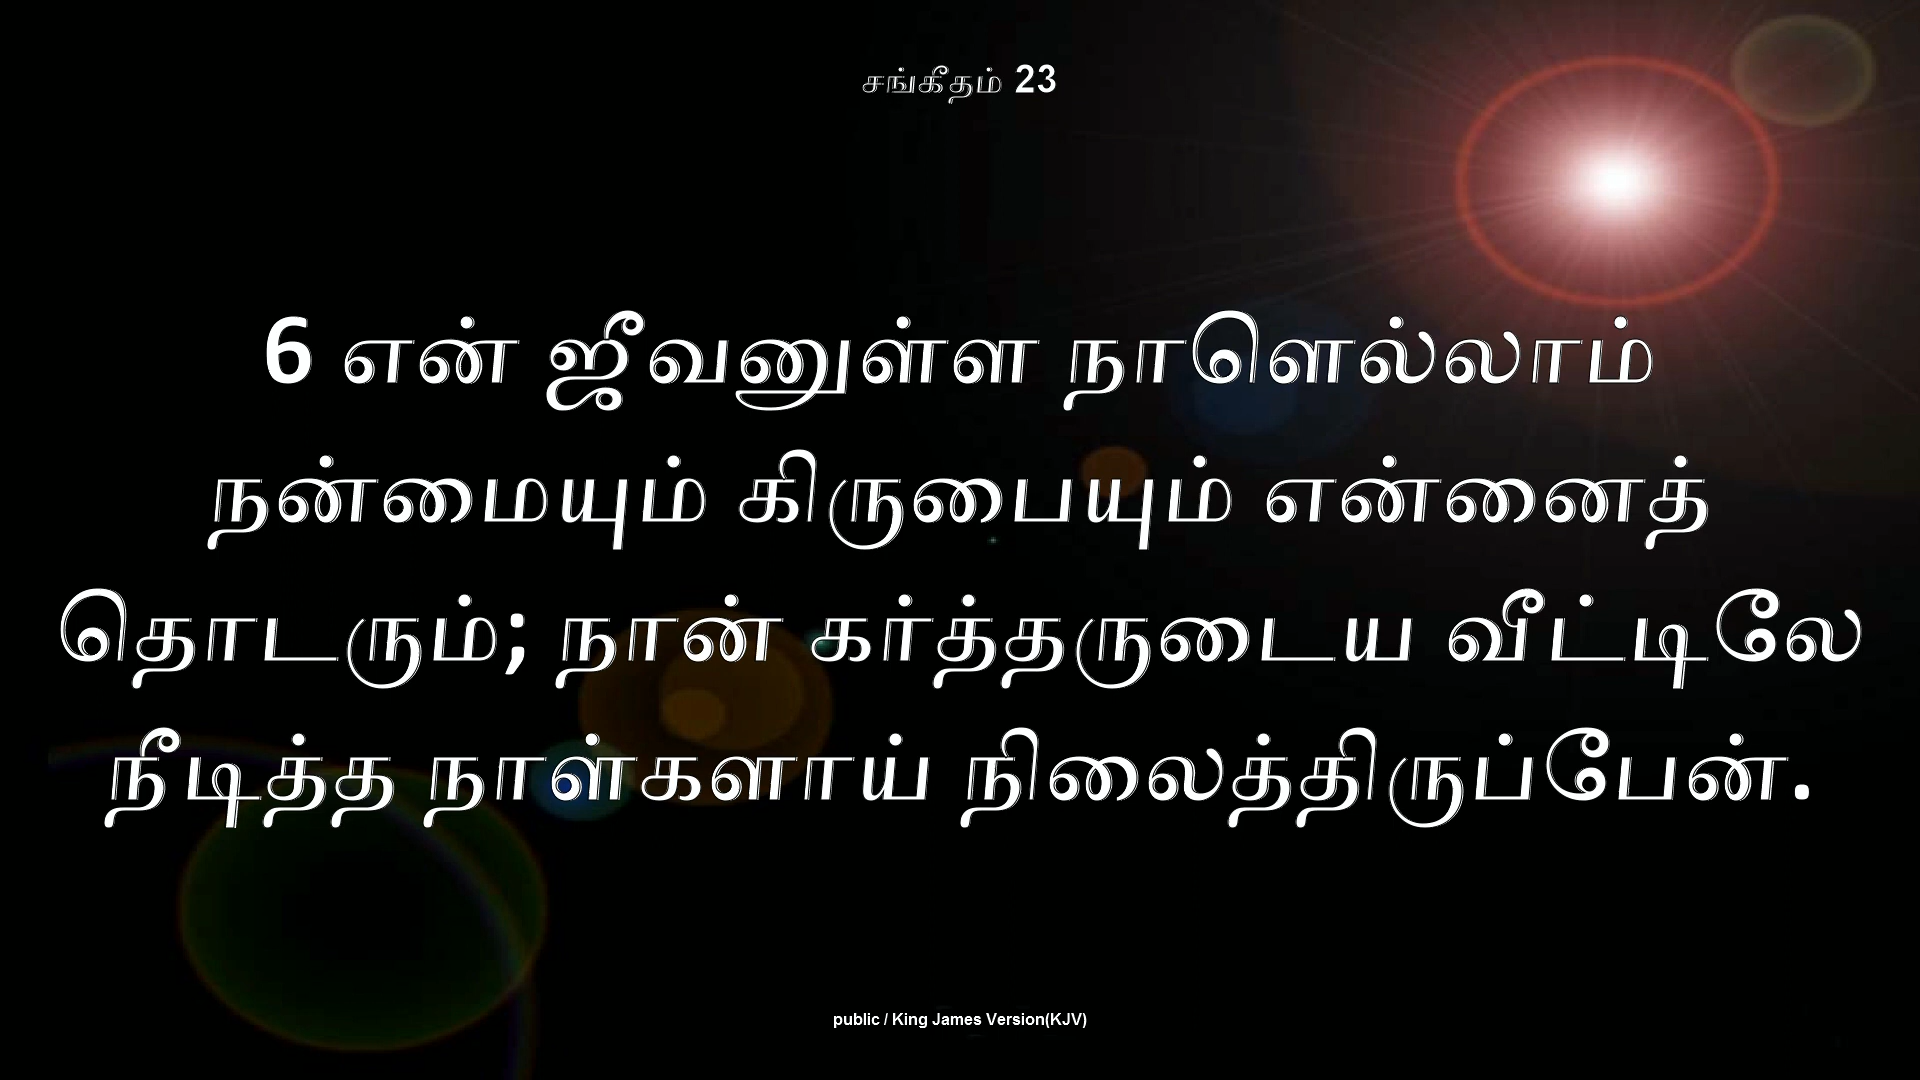 சங்கீதம் 23
6 என் ஜீவனுள்ள நாளெல்லாம்
நன்மையும் கிருபையும் என்னைத்
தொடரும்; நான் கர்த்தருடைய வீட்டிலே
நீடித்த நாள்களாய் நிலைத்திருப்பேன்.
public / King James Version(KJV)